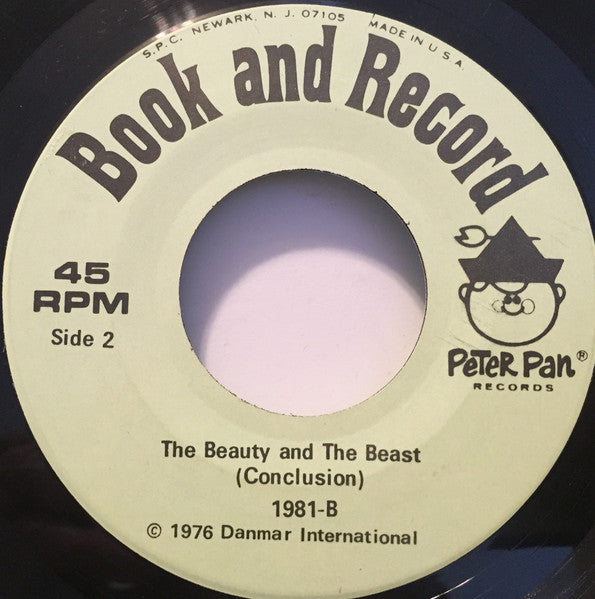 S.P.C. NEWARK, N. J. 07105 MADE IN U.S.A.
Book and Record
45
RPM
Side 2
PETER PAN®
RECORDS
The Beauty and The Beast
(Conclusion)
1981-B
© 1976 Danmar International